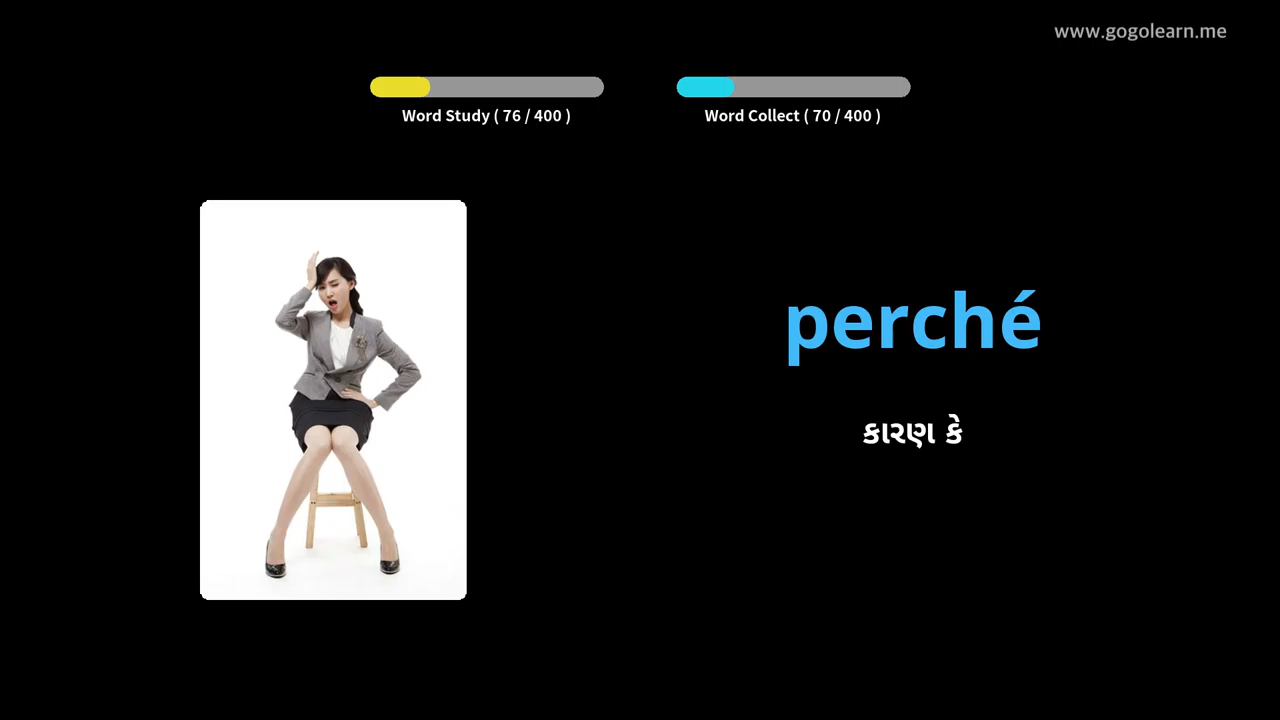 www.gogolearn.me
Word Study ( 76 / 400 )
Word Collect ( 70 / 400 )
perché
કારણ કે